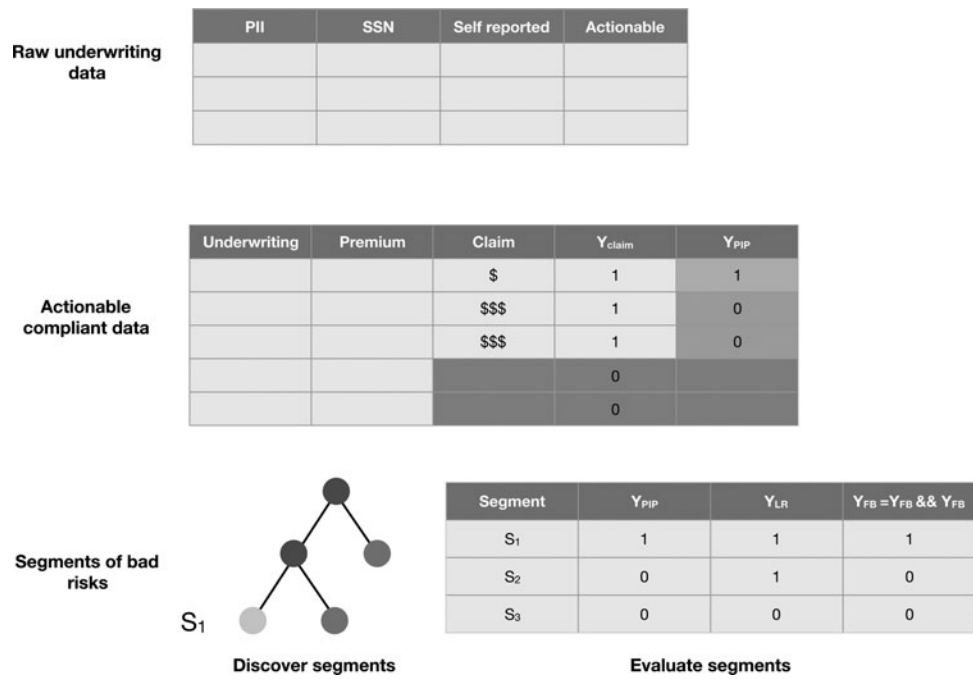 PII SSN Self reported Actionable
Raw underwriting
data
Underwriting Premium Claim Yclaim YPIP
$ 1 1
$$$ 1 0
$$$ 1 0
0
0
Actionable
compliant data
Segment YPIP YLR YFB =YFB && YFB
S1 1 1 1
S2 0 1 0
S3 0 0 0
Segments of bad
risks
S1
Discover segments
Evaluate segments